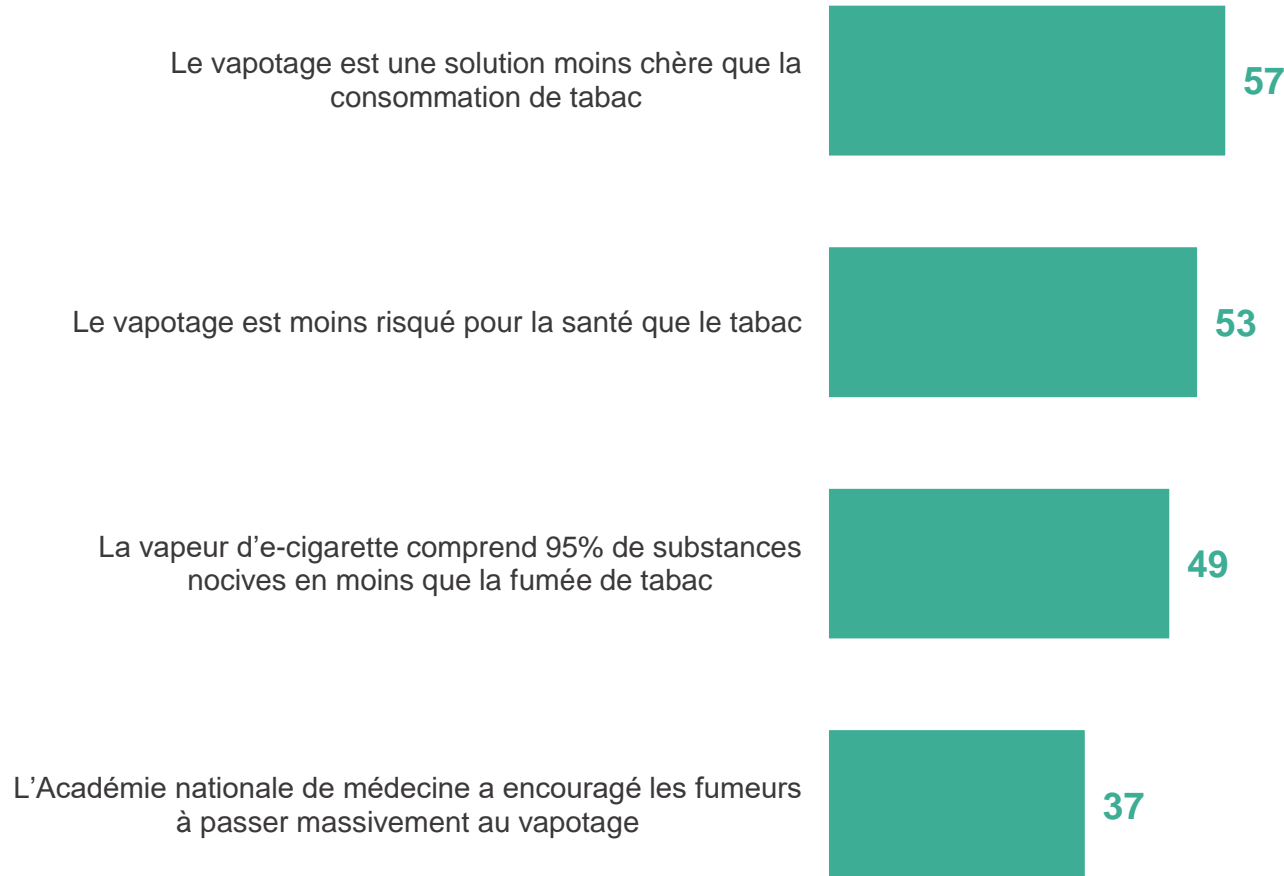 Le vapotage est une solution moins chère que la
consommation de tabac
57
Le vapotage est moins risqué pour la santé que le tabac
53
La vapeur d’e-cigarette comprend 95% de substances
nocives en moins que la fumée de tabac
49
L’Académie nationale de médecine a encouragé les fumeurs
à passer massivement au vapotage
37